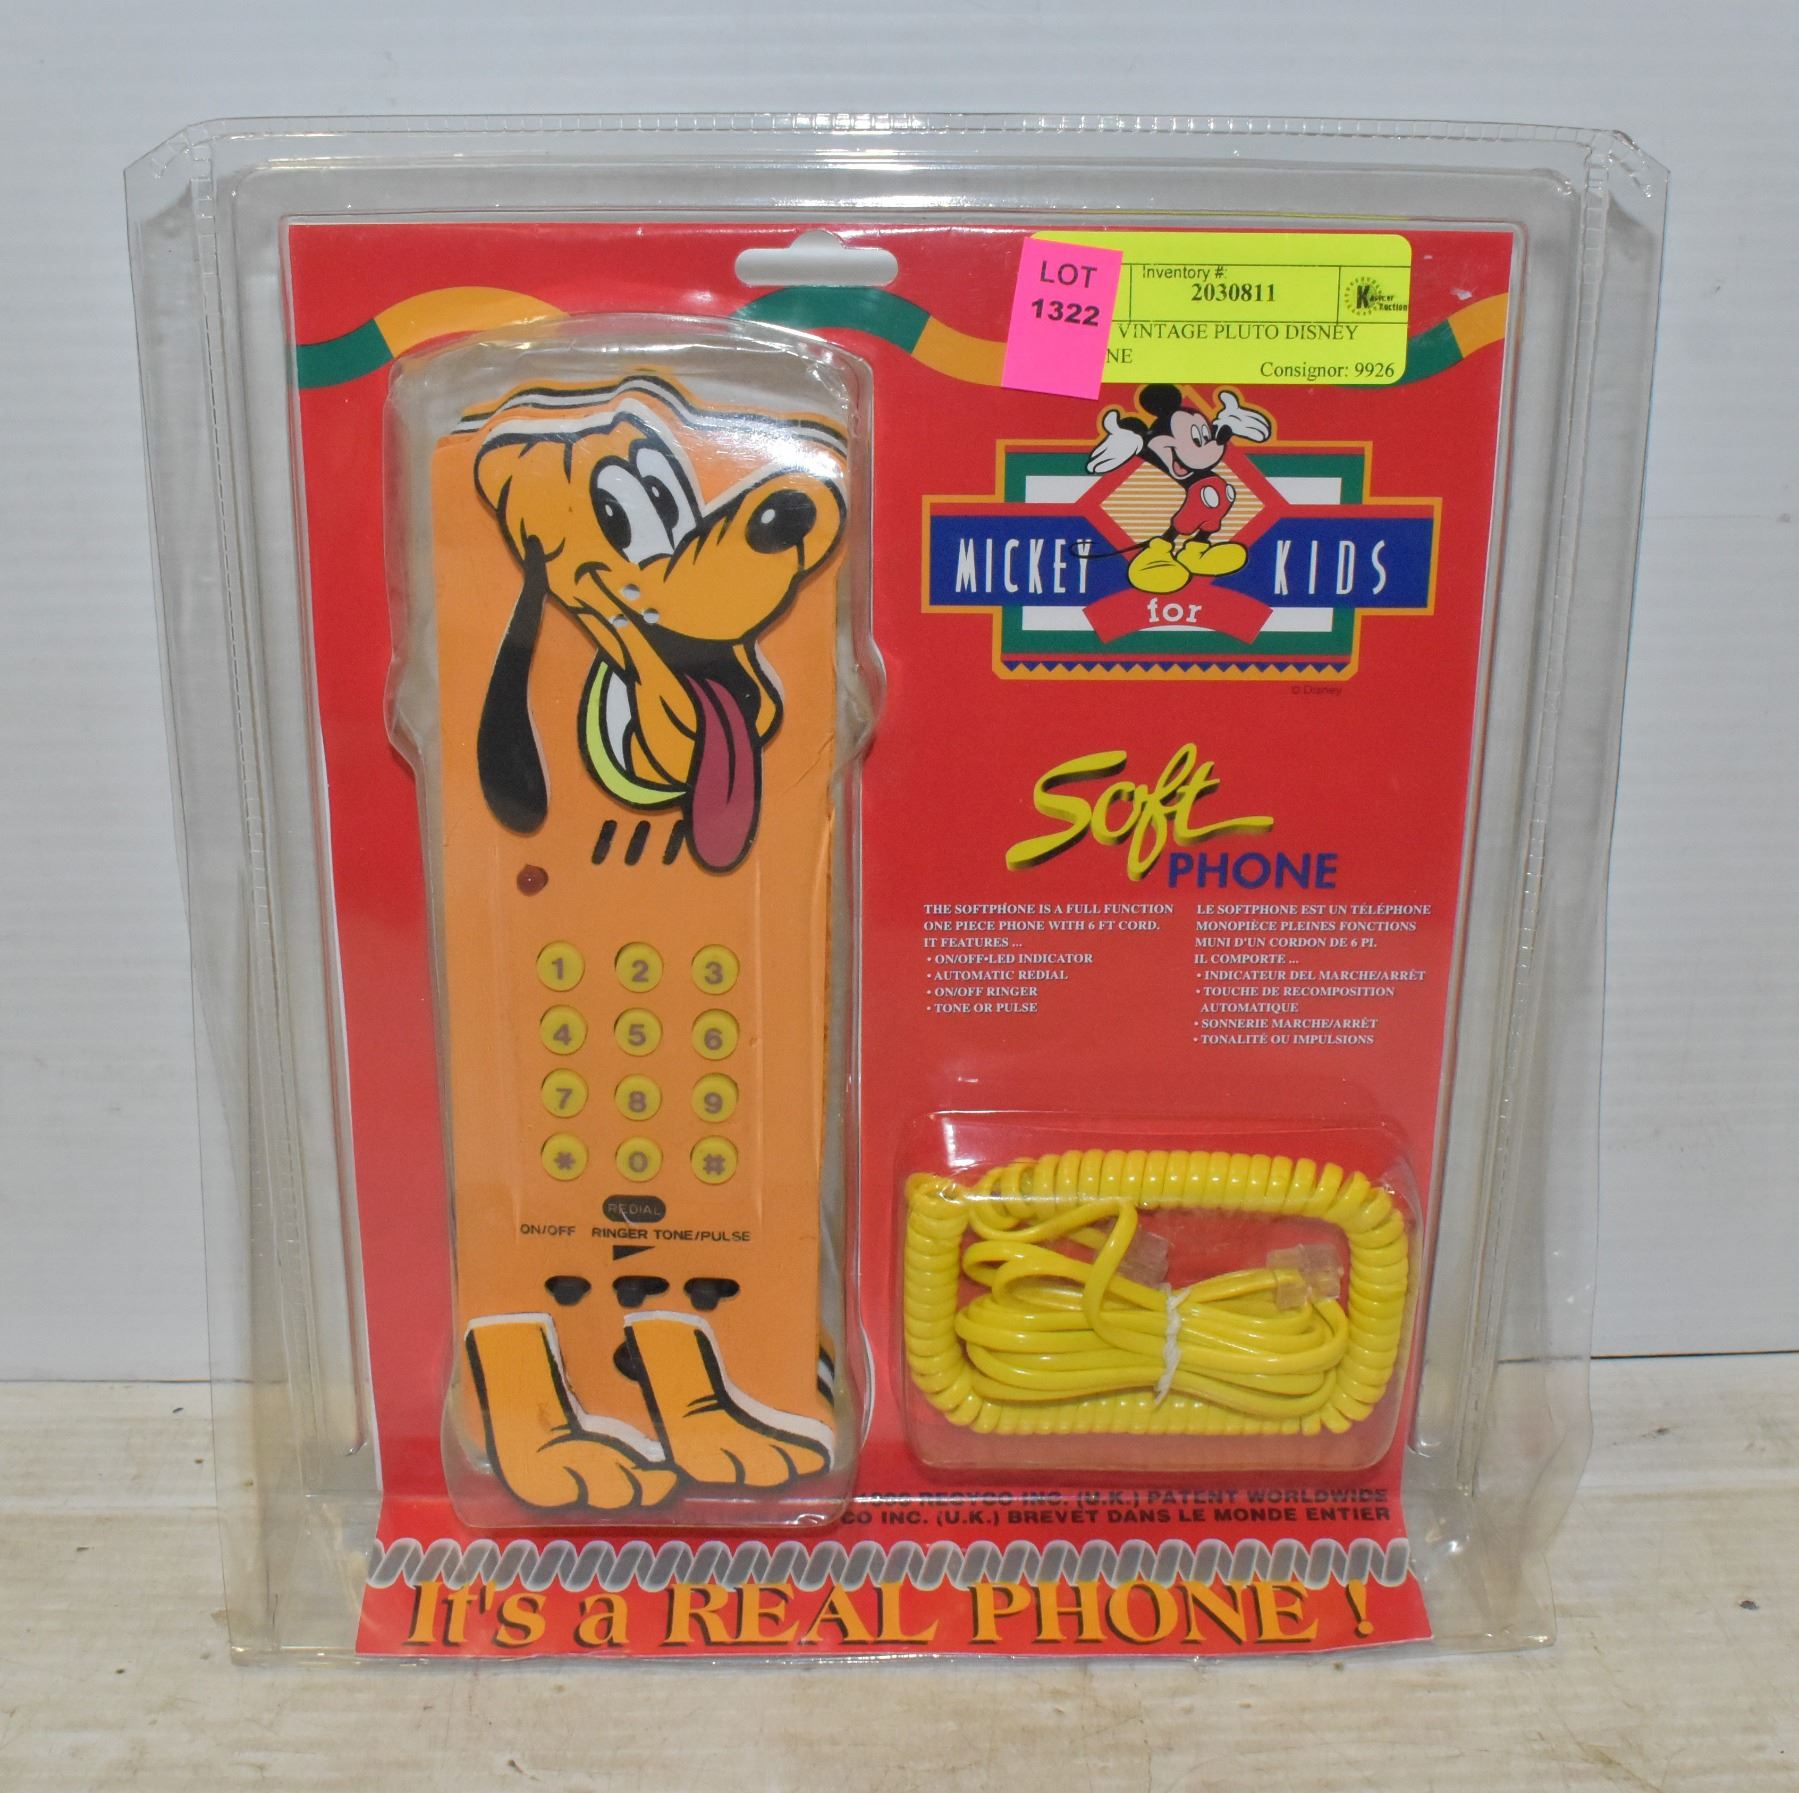 LOT
1322
Inventory #:
2030811
VINTAGE PLUTO DISNEY
NE
Consignor: 9926
MICKEY
for
KIDS
© Disney
Soft
PHONE
THE SOFTPHONE IS A FULL FUNCTION
ONE PIECE PHONE WITH 6 FT CORD.
IT FEATURES ...
• ON/OFF•LED INDICATOR
• AUTOMATIC REDIAL
• ON/OFF RINGER
• TONE OR PULSE
LE SOFTPHONE EST UN TÉLÉPHONE
MONOPIÈCE PLEINES FONCTIONS
MUNI D'UN CORDON DE 6 PI.
IL COMPORTE ...
• INDICATEUR DEL MARCHE/ARRÊT
• TOUCHE DE RECOMPOSITION
AUTOMATIQUE
• SONNERIE MARCHE/ARRÊT
• TONALITÉ OU IMPULSIONS
1 2 3
4 5 6
7 8 9
* 0 #
REDIAL
ON/OFF RINGER TONE/PULSE
INC. (U.K.) PATENT WORLDWIDE
CO INC. (U.K.) BREVET DANS LE MONDE ENTIER
It's a REAL PHONE !